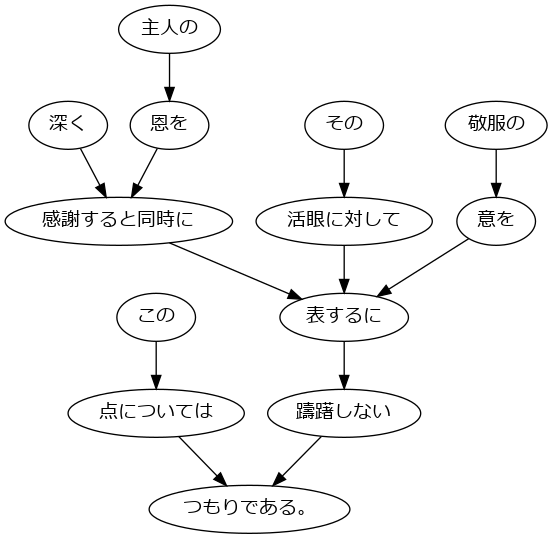 主人の
深く
恩を
その
敬服の
感謝すると同時に
活眼に対して
意を
この
表するに
点については
躊躇しない
つもりである。